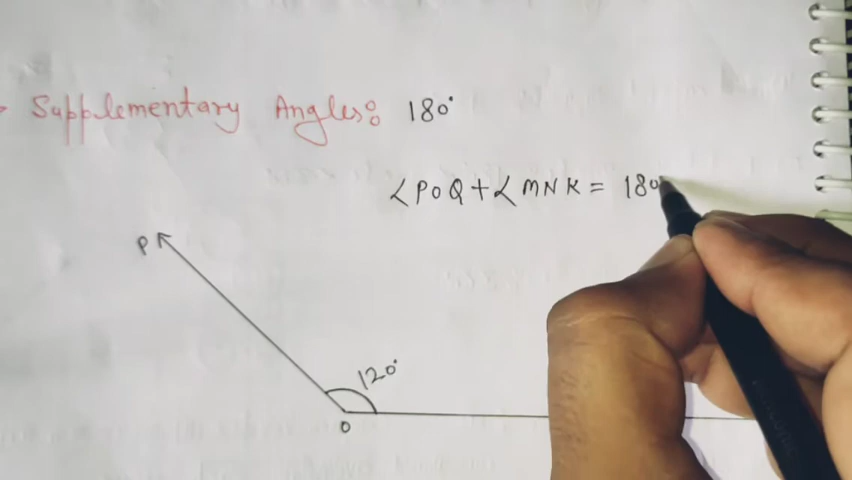 Supplementary Angles: 180°
∠POQ + ∠MNK = 180°
P
120°
O